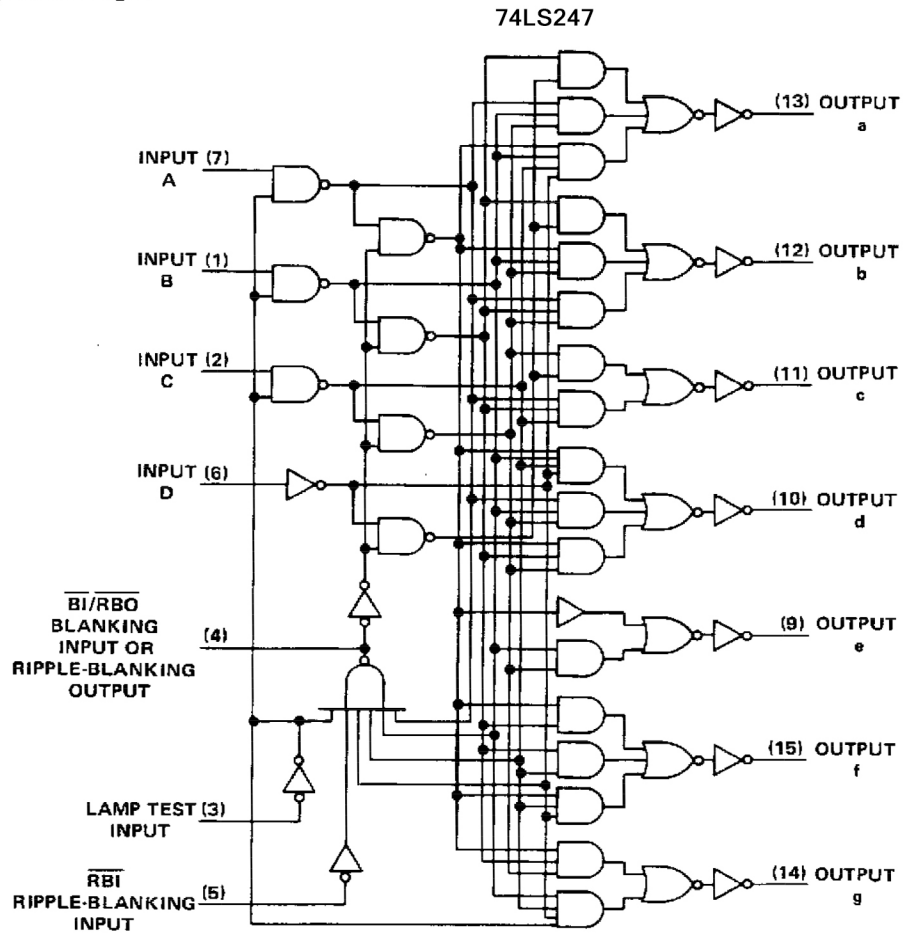 74LS247
(13) OUTPUT
a
INPUT (7)
A
(12) OUTPUT
b
INPUT (1)
B
INPUT (2)
C
(11) OUTPUT
c
INPUT (6)
D
(10) OUTPUT
d
BI/RBO
BLANKING (4)
INPUT OR
RIPPLE-BLANKING
OUTPUT
(9) OUTPUT
e
(15) OUTPUT
f
LAMP TEST (3)
INPUT
RBI
RIPPLE-BLANKING (5)
INPUT
(14) OUTPUT
g